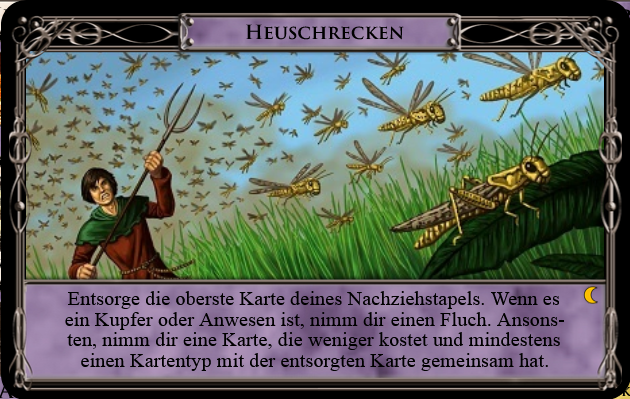 Heuschrecken
Entsorge die oberste Karte deines Nachziehstapels. Wenn es
ein Kupfer oder Anwesen ist, nimm dir einen Fluch. Ansons-
ten, nimm dir eine Karte, die weniger kostet und mindestens
einen Kartentyp mit der entsorgten Karte gemeinsam hat.